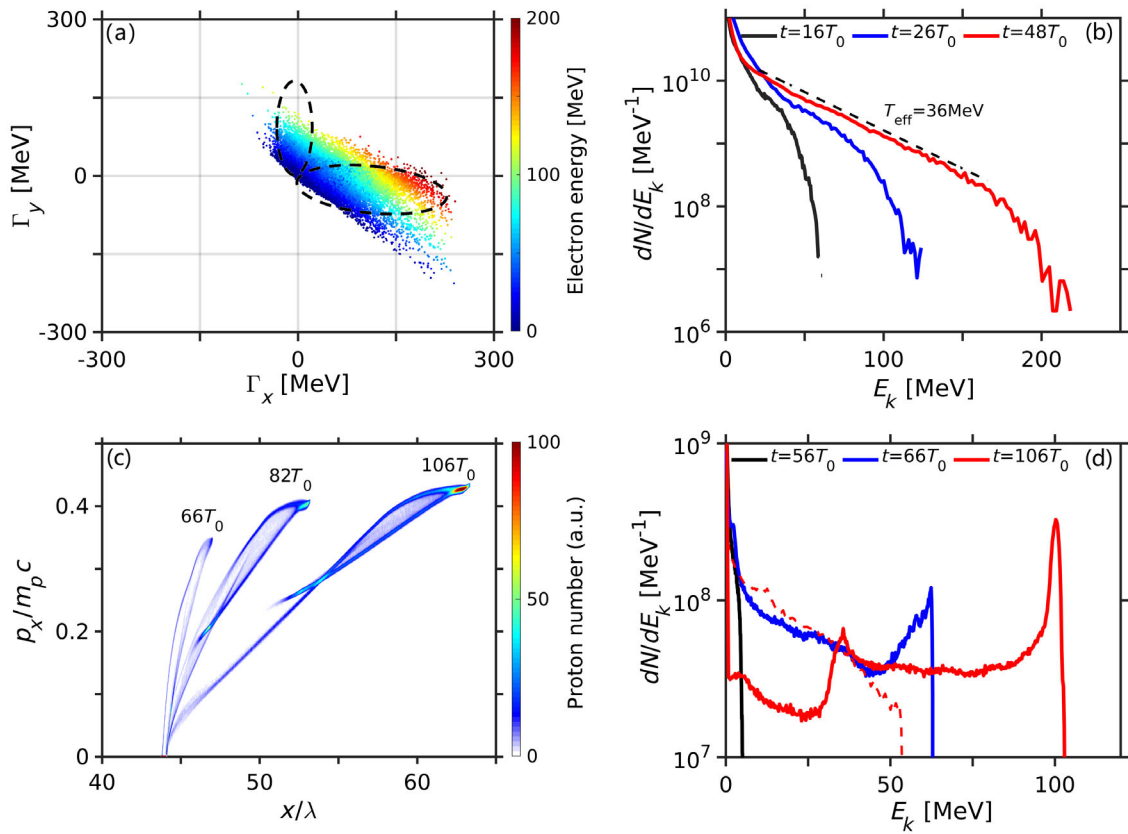 (a)
300
0
-300
Γy [MeV]
-300
0
300
Γx [MeV]
200
100
0
Electron energy [MeV]
(b)
t=16T0
t=26T0
t=48T0
Teff=36MeV
10^10
10^8
10^6
dN/dEk [MeV^-1]
0
50
100
150
200
Ek [MeV]
(c)
66T0
82T0
106T0
0.4
0.2
0
px/mpc
40
50
60
x/λ
100
50
0
Proton number (a.u.)
(d)
t=56T0
t=66T0
t=106T0
10^9
10^8
10^7
dN/dEk [MeV^-1]
0
50
100
Ek [MeV]